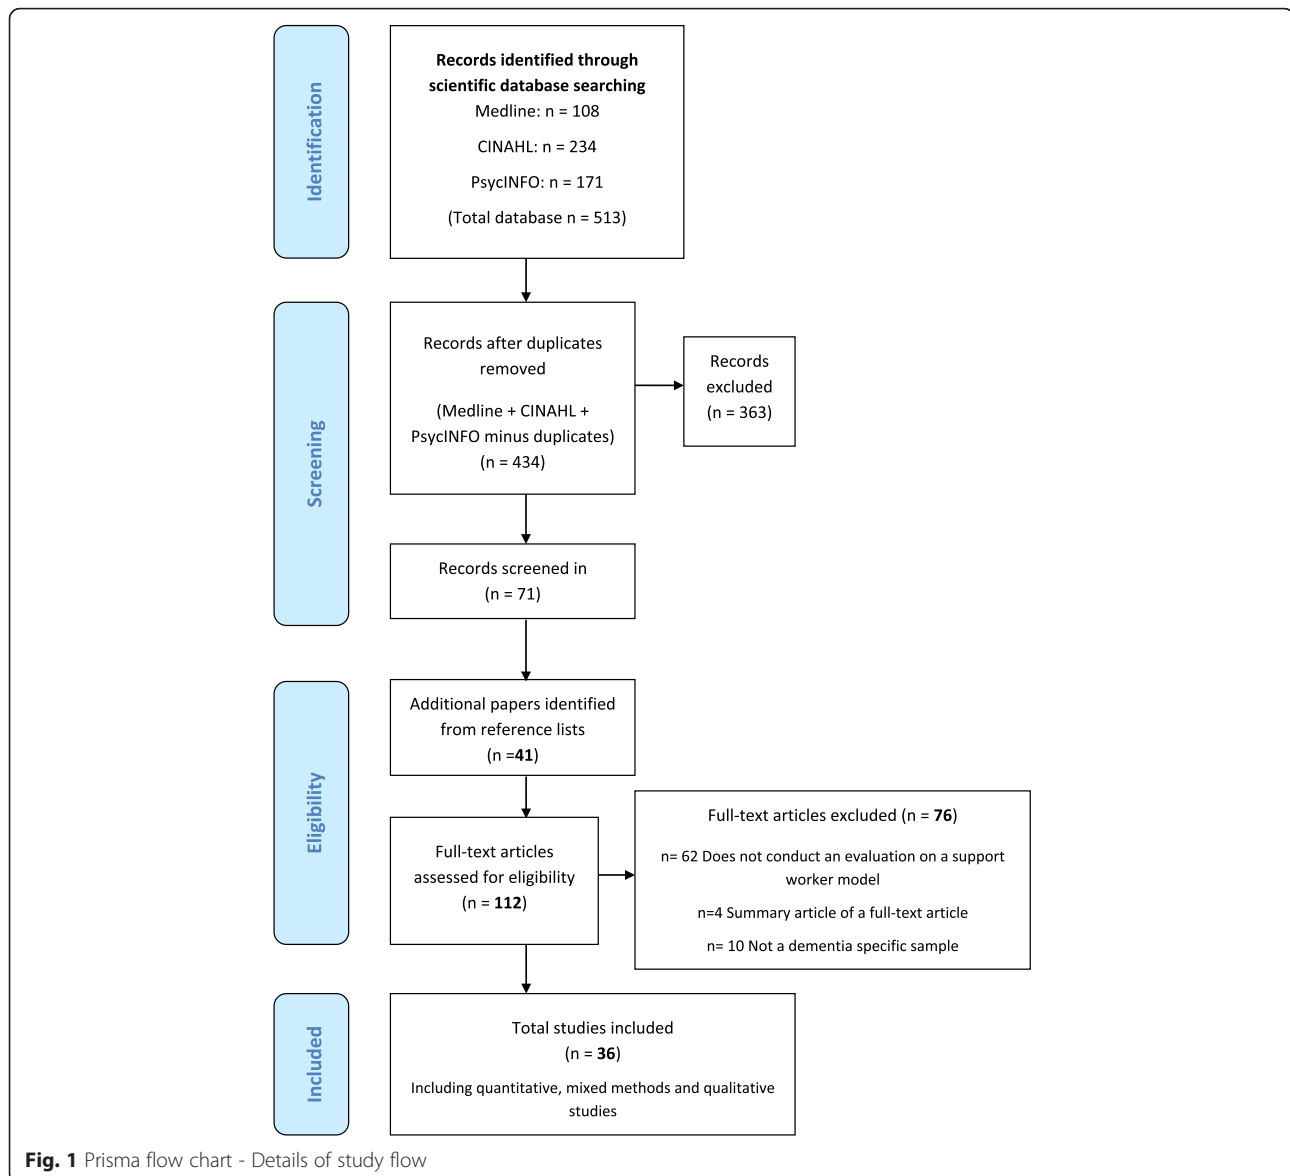 Identification
Records identified through
scientific database searching
Medline: n = 108
CINAHL: n = 234
PsycINFO: n = 171
(Total database n = 513)
Screening
Records after duplicates
removed
(Medline + CINAHL +
PsycINFO minus duplicates)
(n = 434)
Records
excluded
(n = 363)
Records screened in
(n = 71)
Eligibility
Additional papers identified
from reference lists
(n =41)
Full-text articles
assessed for eligibility
(n = 112)
Full-text articles excluded (n = 76)
n= 62 Does not conduct an evaluation on a support
worker model
n=4 Summary article of a full-text article
n= 10 Not a dementia specific sample
Included
Total studies included
(n = 36)
Including quantitative, mixed methods and qualitative
studies
Fig. 1 Prisma flow chart - Details of study flow